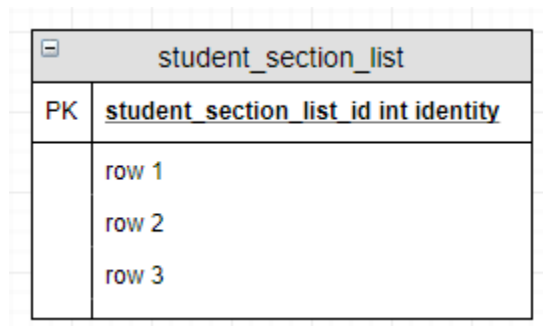 student_section_list
PK student_section_list_id int identity
row 1
row 2
row 3